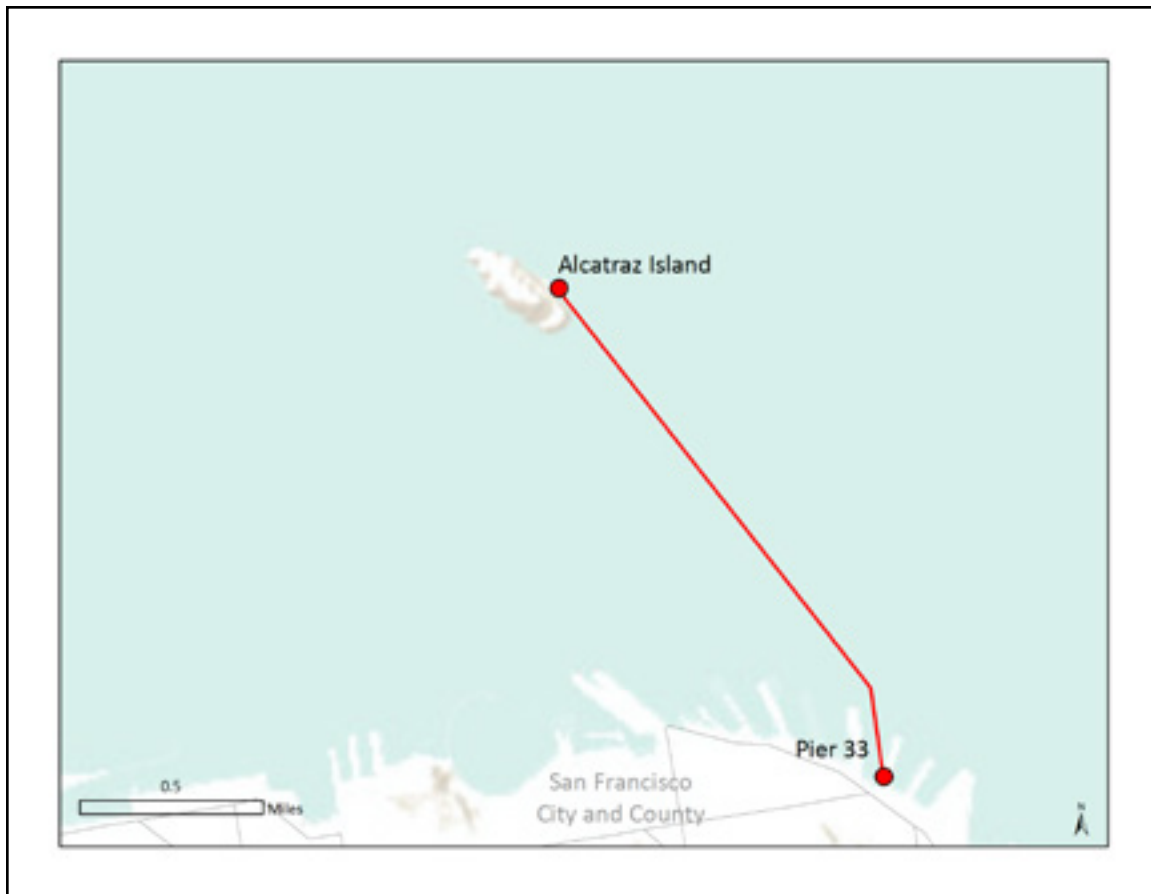 Alcatraz Island
Pier 33
San Francisco
City and County
0.5
Miles
N